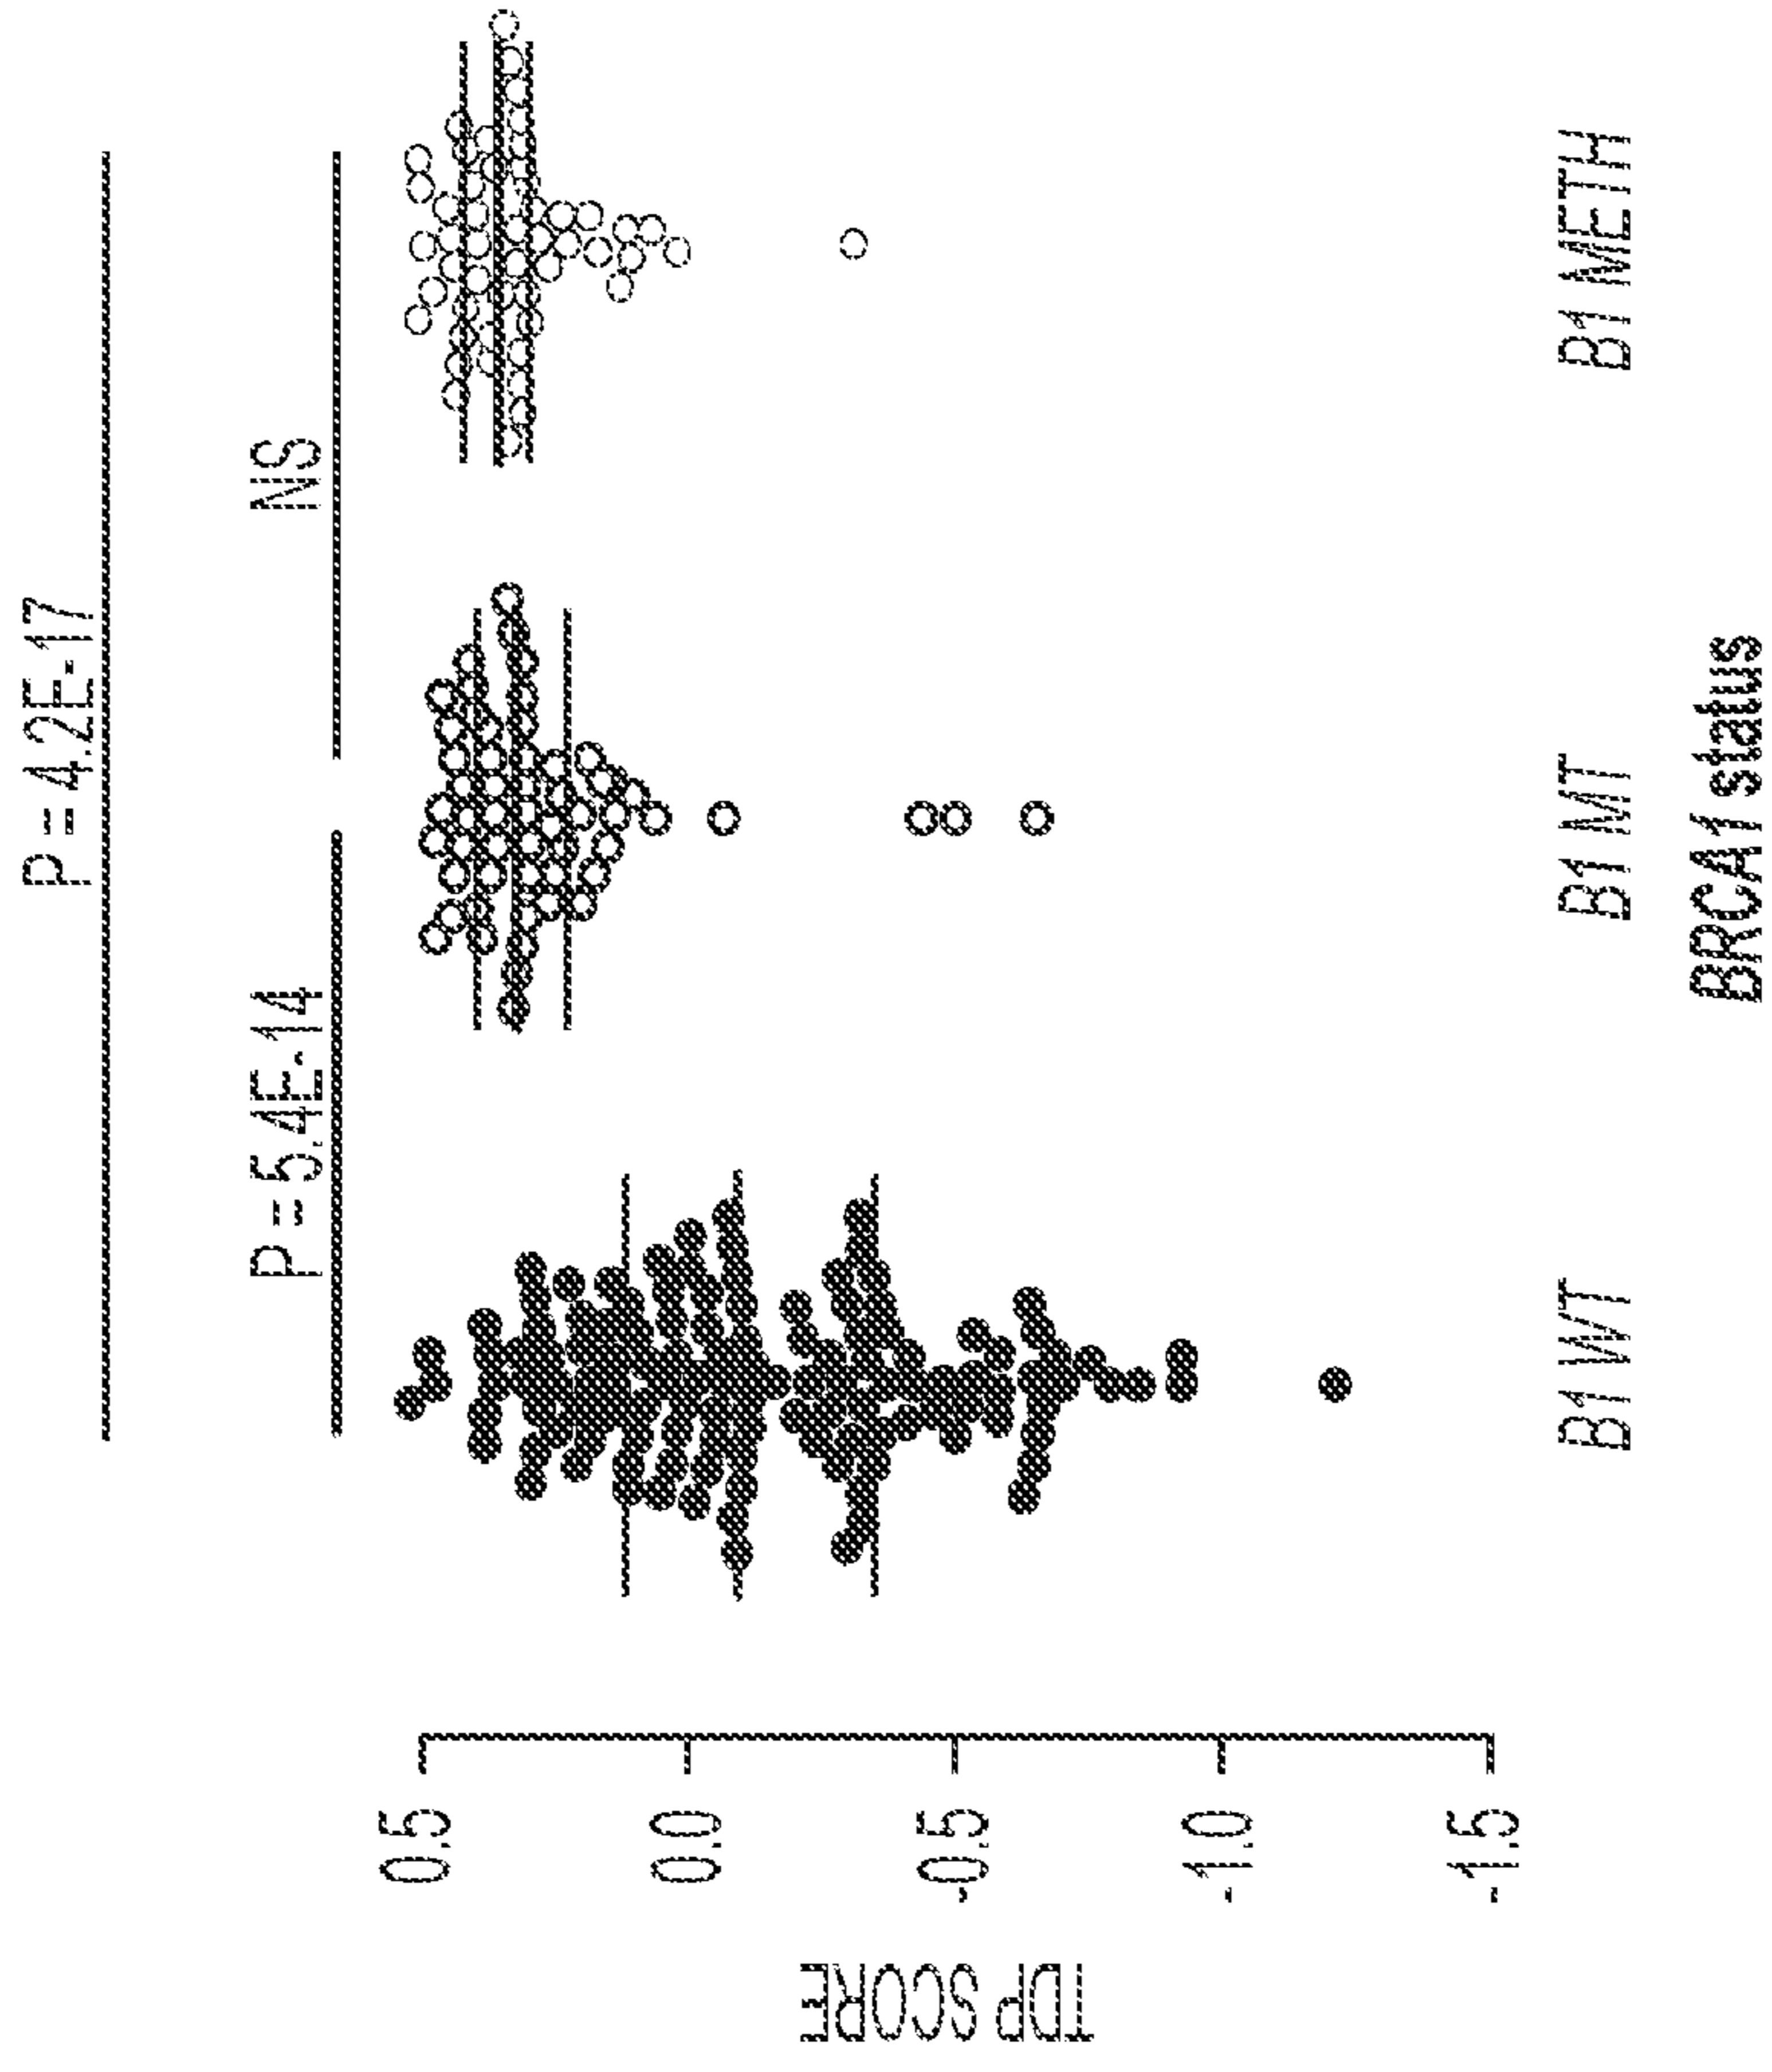 P = 4.2E-17
P = 5.4E-14
NS
TDP SCORE
0.5
0.0
-0.5
-1.0
-1.5
B1 WT
B1 MT
B1 METH
BRCA1 status